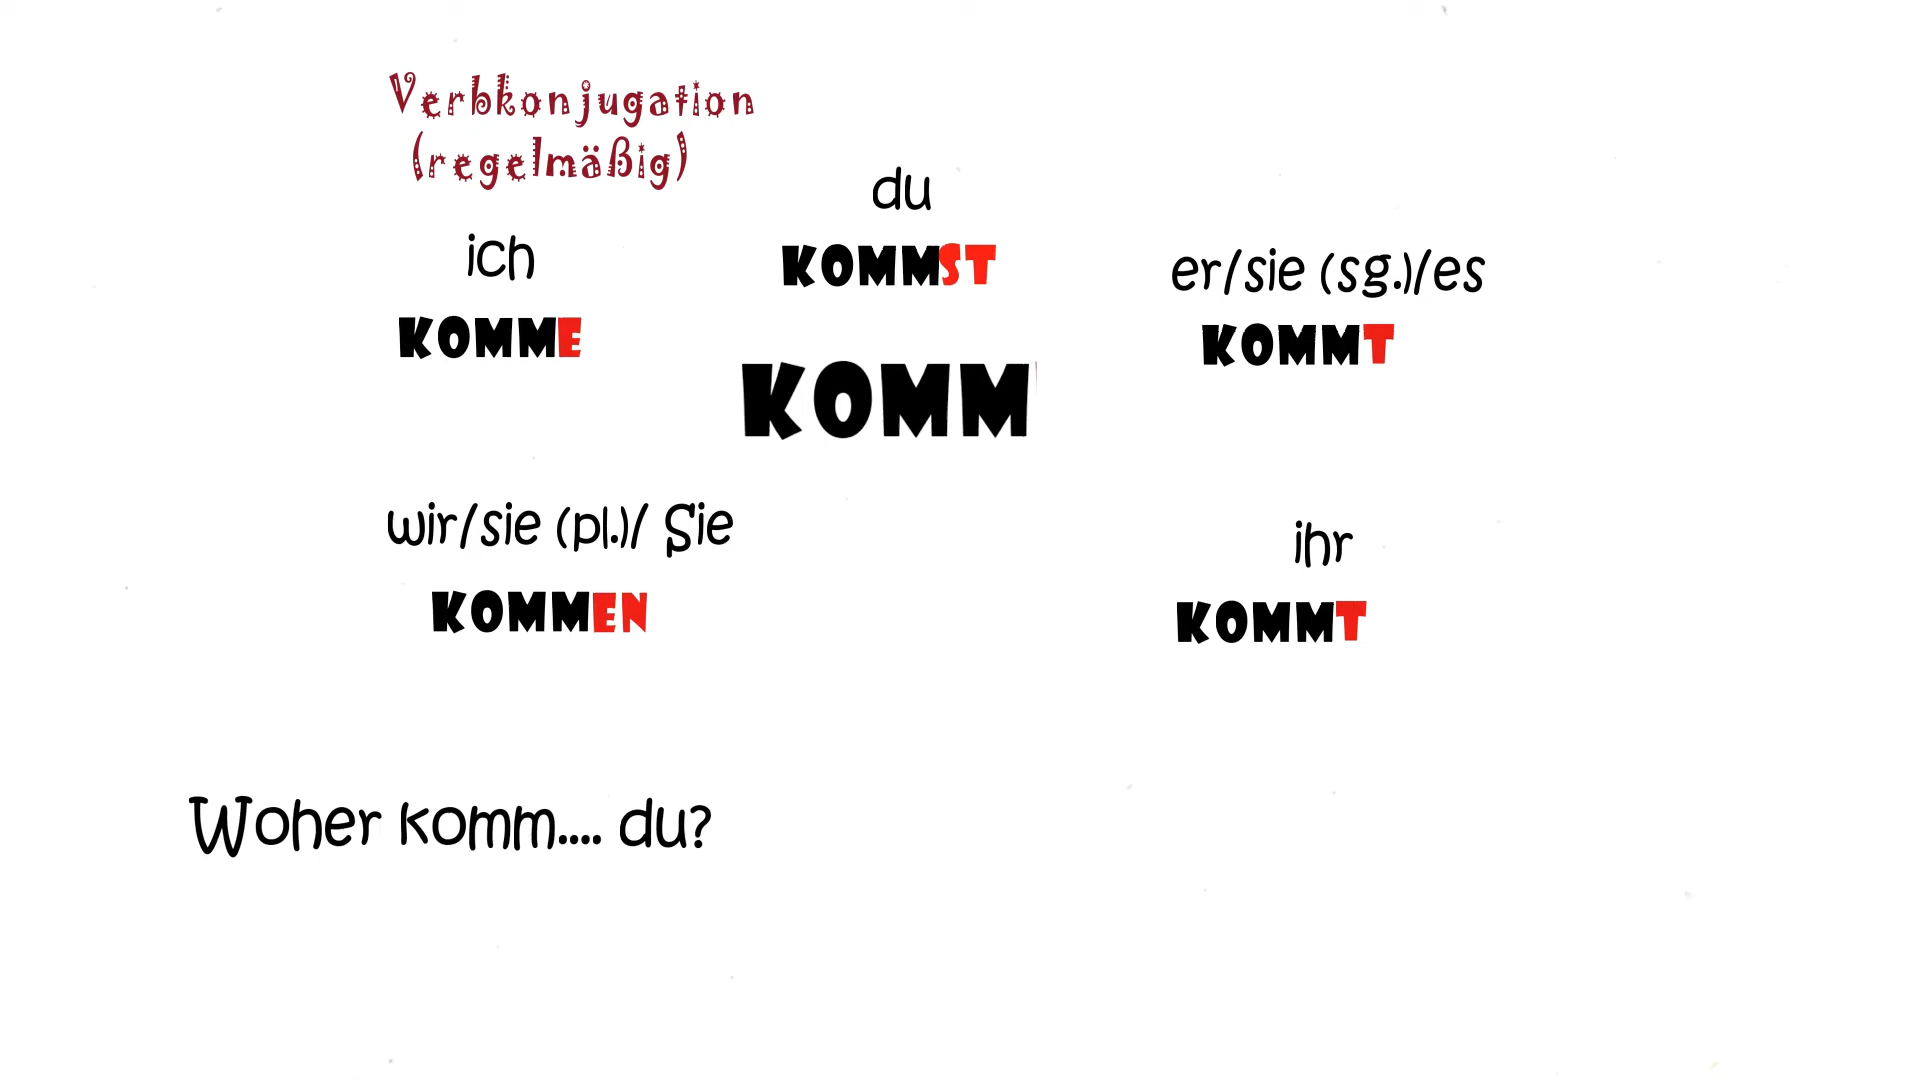 Verbkonjugation
(regelmäßig)
du
KOMMST
ich
KOMME
er/sie (sg.)/es
KOMMT
KOMM
wir/sie (pl.)/ Sie
KOMMEN
ihr
KOMMT
Woher komm.... du?